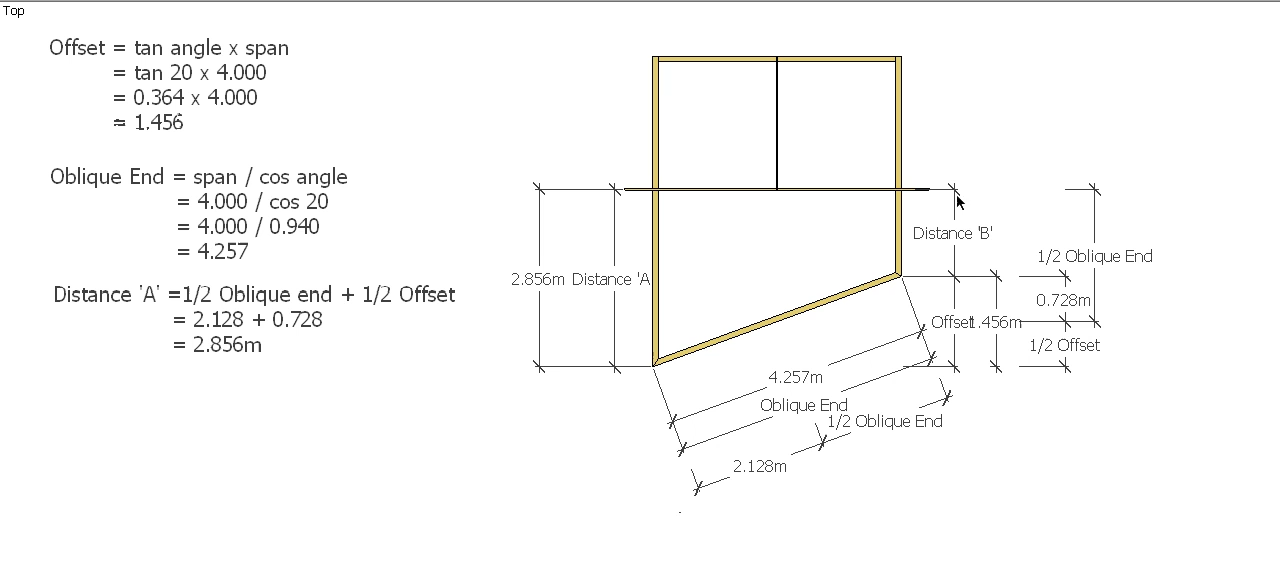 Top
Offset = tan angle x span
= tan 20 x 4.000
= 0.364 x 4.000
= 1.456
Oblique End = span / cos angle
= 4.000 / cos 20
= 4.000 / 0.940
= 4.257
Distance 'A' =1/2 Oblique end + 1/2 Offset
= 2.128 + 0.728
= 2.856m
Distance 'B'
1/2 Oblique End
2.856m Distance 'A
0.728m
Offset 1.456m
1/2 Offset
4.257m
Oblique End
1/2 Oblique End
2.128m